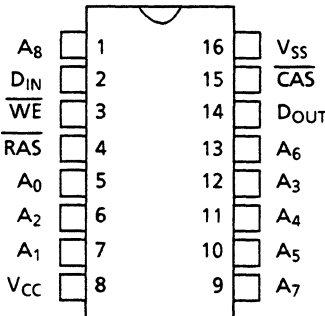 A8 1 16 VSS
DIN 2 15 CAS
WE 3 14 DOUT
RAS 4 13 A6
A0 5 12 A3
A2 6 11 A4
A1 7 10 A5
VCC 8 9 A7